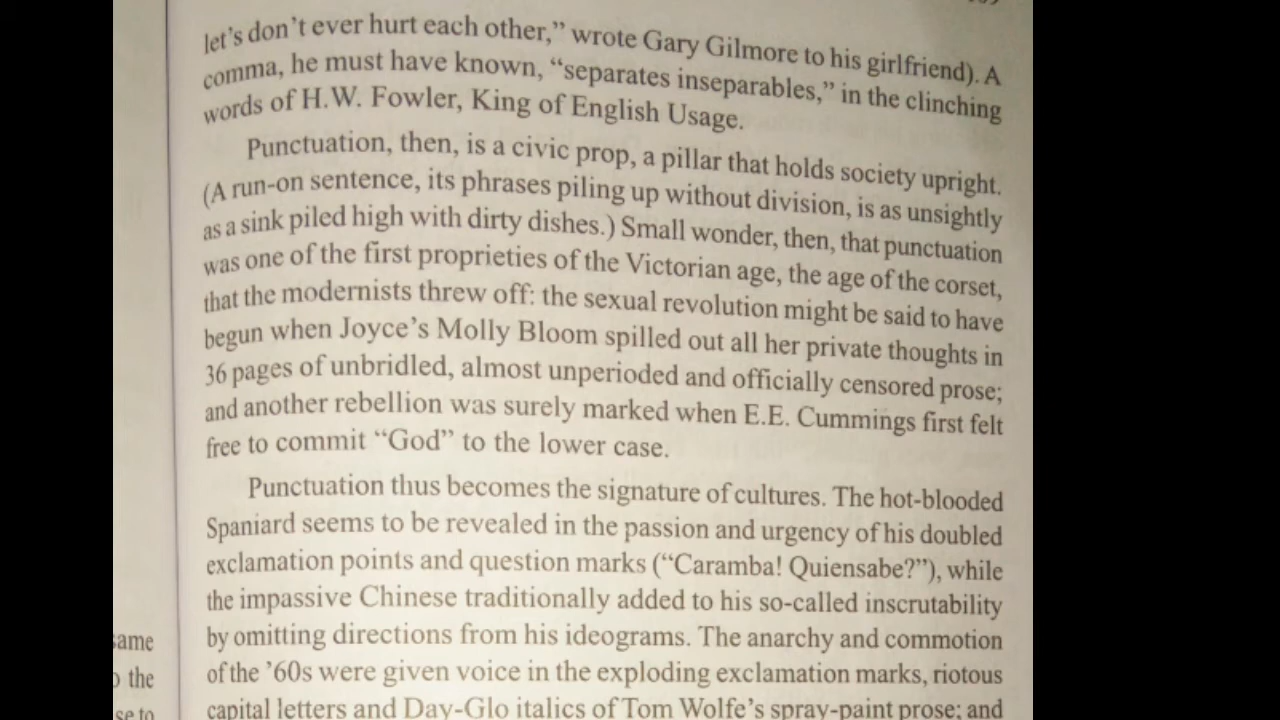 let's don't ever hurt each other,” wrote Gary Gilmore to his girlfriend). A
comma, he must have known, “separates inseparables,” in the clinching
words of H.W. Fowler, King of English Usage.
Punctuation, then, is a civic prop, a pillar that holds society upright.
(A run-on sentence, its phrases piling up without division, is as unsightly
as a sink piled high with dirty dishes.) Small wonder, then, that punctuation
was one of the first proprieties of the Victorian age, the age of the corset,
that the modernists threw off: the sexual revolution might be said to have
begun when Joyce's Molly Bloom spilled out all her private thoughts in
36 pages of unbridled, almost unperioded and officially censored prose;
and another rebellion was surely marked when E.E. Cummings first felt
free to commit “God” to the lower case.
Punctuation thus becomes the signature of cultures. The hot-blooded
Spaniard seems to be revealed in the passion and urgency of his doubled
exclamation points and question marks (“Caramba! Quiensabe?”), while
the impassive Chinese traditionally added to his so-called inscrutability
by omitting directions from his ideograms. The anarchy and commotion
of the '60s were given voice in the exploding exclamation marks, riotous
capital letters and Day-Glo italics of Tom Wolfe's spray-paint prose; and
same
the
se to